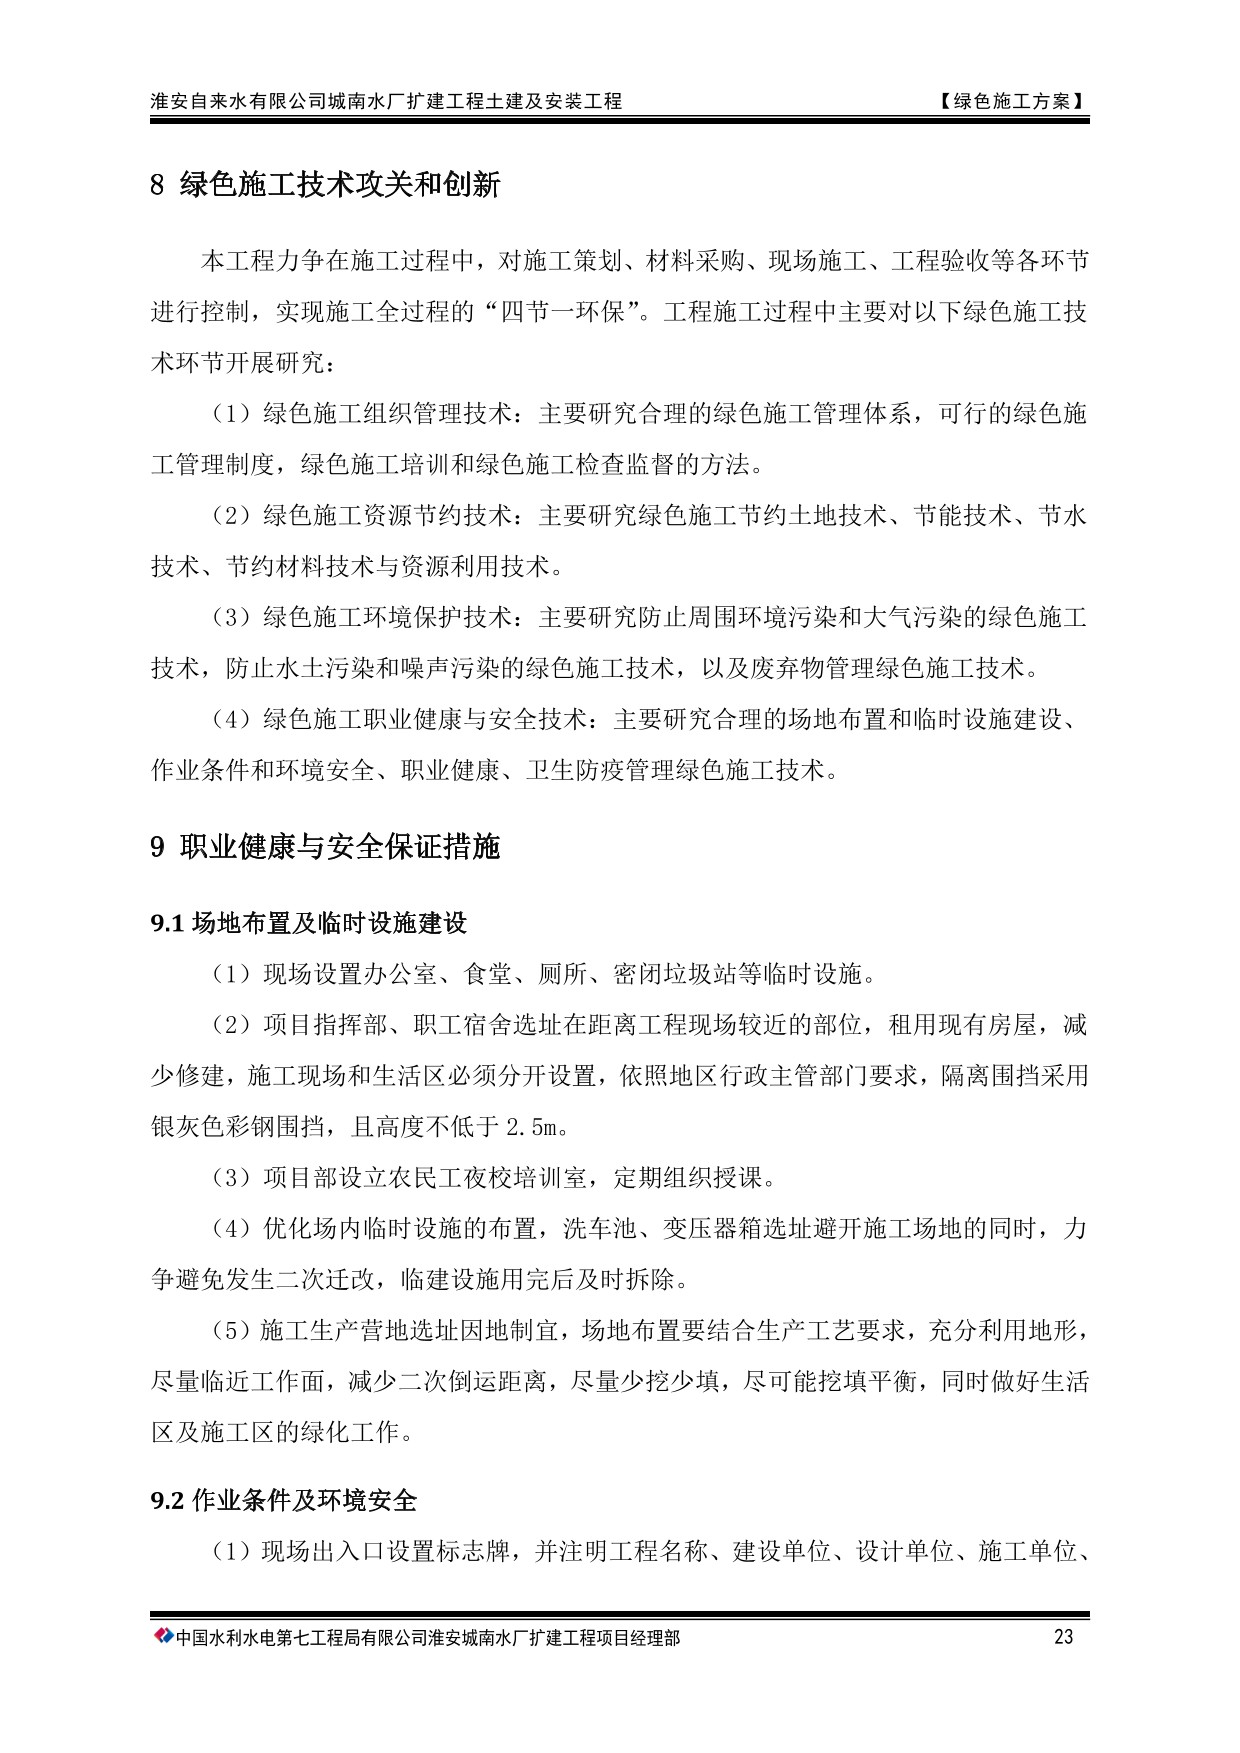 淮安自来水有限公司城南水厂扩建工程土建及安装工程 【绿色施工方案】
8 绿色施工技术攻关和创新
本工程力争在施工过程中，对施工策划、材料采购、现场施工、工程验收等各环节
进行控制，实现施工全过程的“四节一环保”。工程施工过程中主要对以下绿色施工技
术环节开展研究：
（1）绿色施工组织管理技术：主要研究合理的绿色施工管理体系，可行的绿色施
工管理制度，绿色施工培训和绿色施工检查监督的方法。
（2）绿色施工资源节约技术：主要研究绿色施工节约土地技术、节能技术、节水
技术、节约材料技术与资源利用技术。
（3）绿色施工环境保护技术：主要研究防止周围环境污染和大气污染的绿色施工
技术，防止水土污染和噪声污染的绿色施工技术，以及废弃物管理绿色施工技术。
（4）绿色施工职业健康与安全技术：主要研究合理的场地布置和临时设施建设、
作业条件和环境安全、职业健康、卫生防疫管理绿色施工技术。
9 职业健康与安全保证措施
9.1 场地布置及临时设施建设
（1）现场设置办公室、食堂、厕所、密闭垃圾站等临时设施。
（2）项目指挥部、职工宿舍选址在距离工程现场较近的部位，租用现有房屋，减
少修建，施工现场和生活区必须分开设置，依照地区行政主管部门要求，隔离围挡采用
银灰色彩钢围挡，且高度不低于 2.5m。
（3）项目部设立农民工夜校培训室，定期组织授课。
（4）优化场内临时设施的布置，洗车池、变压器箱选址避开施工场地的同时，力
争避免发生二次迁改，临建设施用完后及时拆除。
（5）施工生产营地选址因地制宜，场地布置要结合生产工艺要求，充分利用地形，
尽量临近工作面，减少二次倒运距离，尽量少挖少填，尽可能挖填平衡，同时做好生活
区及施工区的绿化工作。
9.2 作业条件及环境安全
（1）现场出入口设置标志牌，并注明工程名称、建设单位、设计单位、施工单位、
中国水利水电第七工程局有限公司淮安城南水厂扩建工程项目经理部 23